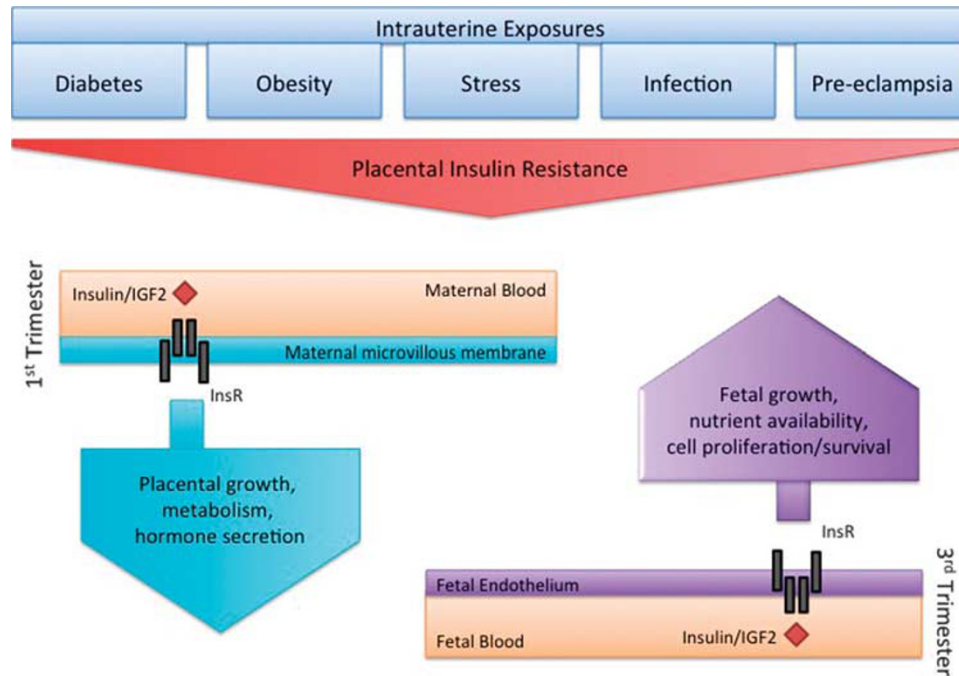 Intrauterine Exposures
Diabetes
Obesity
Stress
Infection
Pre-eclampsia
Placental Insulin Resistance
1st Trimester
Insulin/IGF2
Maternal Blood
Maternal microvillous membrane
InsR
Placental growth,
metabolism,
hormone secretion
Fetal growth,
nutrient availability,
cell proliferation/survival
InsR
Fetal Endothelium
Fetal Blood
Insulin/IGF2
3rd Trimester